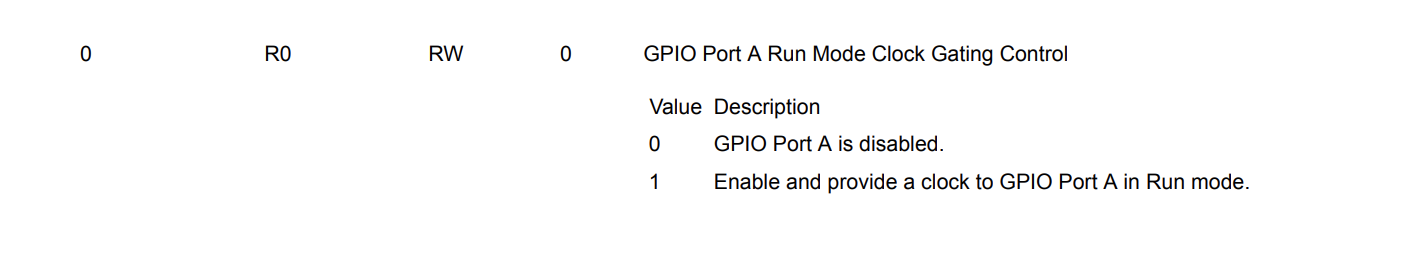 0 R0 RW 0 GPIO Port A Run Mode Clock Gating Control
Value Description
0 GPIO Port A is disabled.
1 Enable and provide a clock to GPIO Port A in Run mode.